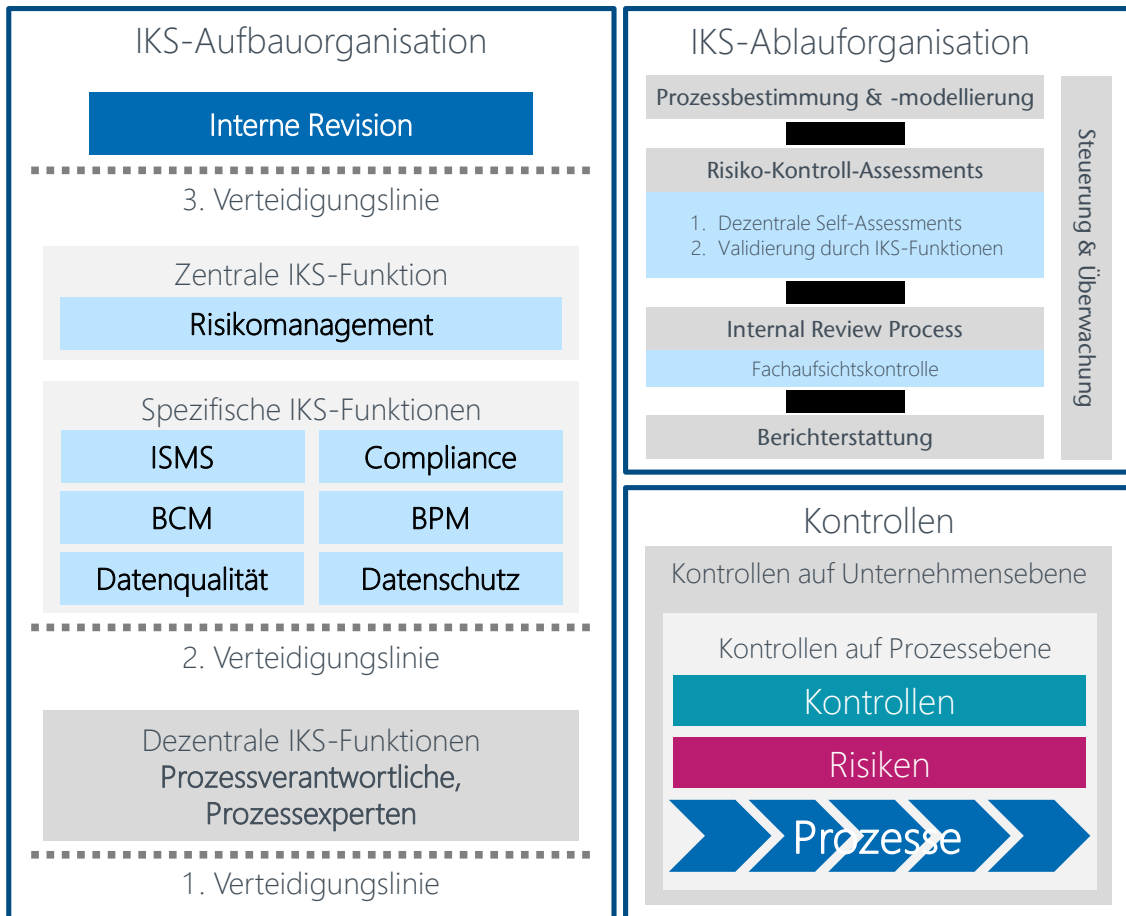 IKS-Aufbauorganisation
Interne Revision
3. Verteidigungslinie
Zentrale IKS-Funktion
Risikomanagement
Spezifische IKS-Funktionen
ISMS
Compliance
BCM
BPM
Datenqualität
Datenschutz
2. Verteidigungslinie
Dezentrale IKS-Funktionen
Prozessverantwortliche,
Prozessexperten
1. Verteidigungslinie
IKS-Ablauforganisation
Prozessbestimmung & -modellierung
Risiko-Kontroll-Assessments
1. Dezentrale Self-Assessments
2. Validierung durch IKS-Funktionen
Internal Review Process
Fachaufsichtskontrolle
Berichterstattung
Steuerung & Überwachung
Kontrollen
Kontrollen auf Unternehmensebene
Kontrollen auf Prozessebene
Kontrollen
Risiken
Prozesse